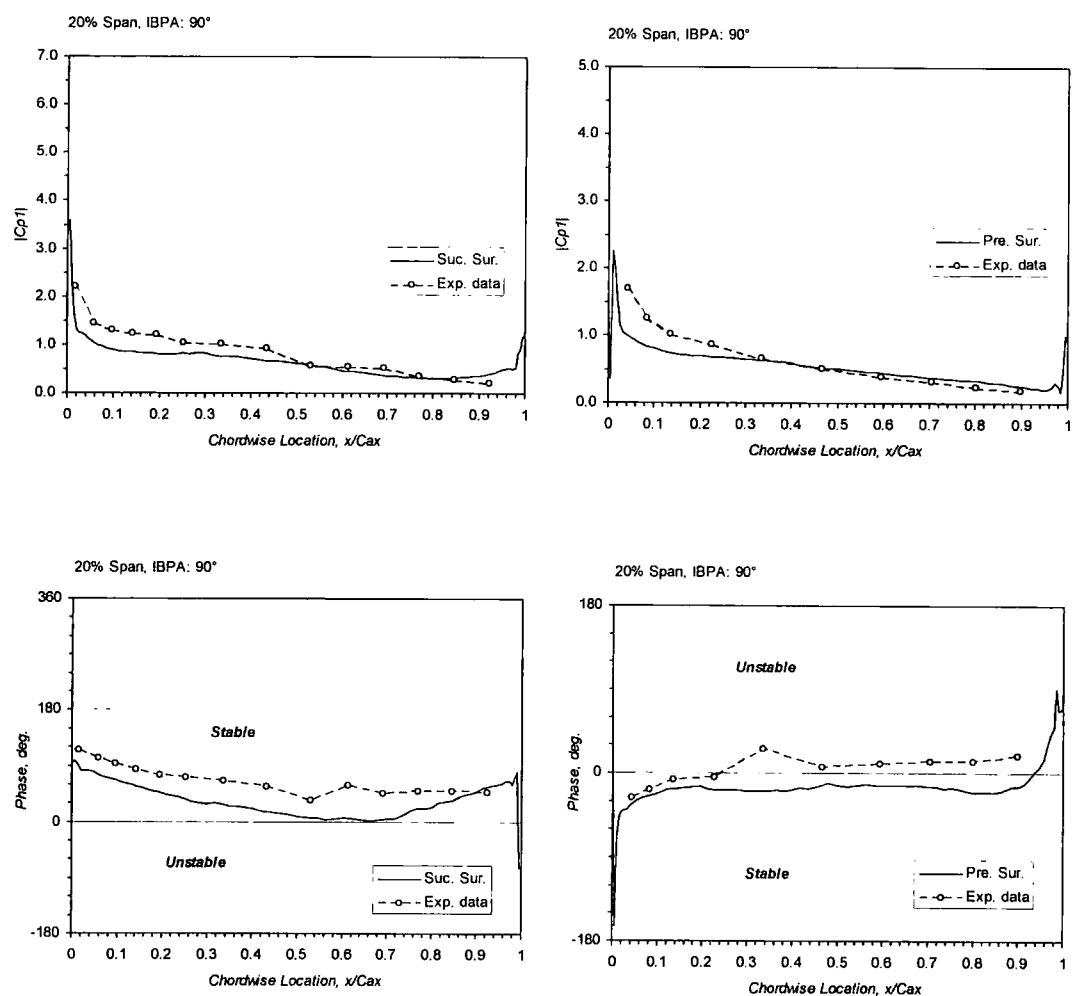 20% Span, IBPA: 90°
7.0
6.0
5.0
4.0
3.0
2.0
1.0
0.0
|Cp1|
Suc. Sur.
Exp. data
0 0.1 0.2 0.3 0.4 0.5 0.6 0.7 0.8 0.9 1
Chordwise Location, x/Cax
20% Span, IBPA: 90°
5.0
4.0
3.0
2.0
1.0
0.0
|Cp1|
Pre. Sur.
Exp. data
0 0.1 0.2 0.3 0.4 0.5 0.6 0.7 0.8 0.9 1
Chordwise Location, x/Cax
20% Span, IBPA: 90°
360
180
0
-180
Phase, deg.
Stable
Unstable
Suc. Sur.
Exp. data
0 0.1 0.2 0.3 0.4 0.5 0.6 0.7 0.8 0.9 1
Chordwise Location, x/Cax
20% Span, IBPA: 90°
180
0
-180
Phase, deg.
Unstable
Stable
Pre. Sur.
Exp. data
0 0.1 0.2 0.3 0.4 0.5 0.6 0.7 0.8 0.9 1
Chordwise Location, x/Cax